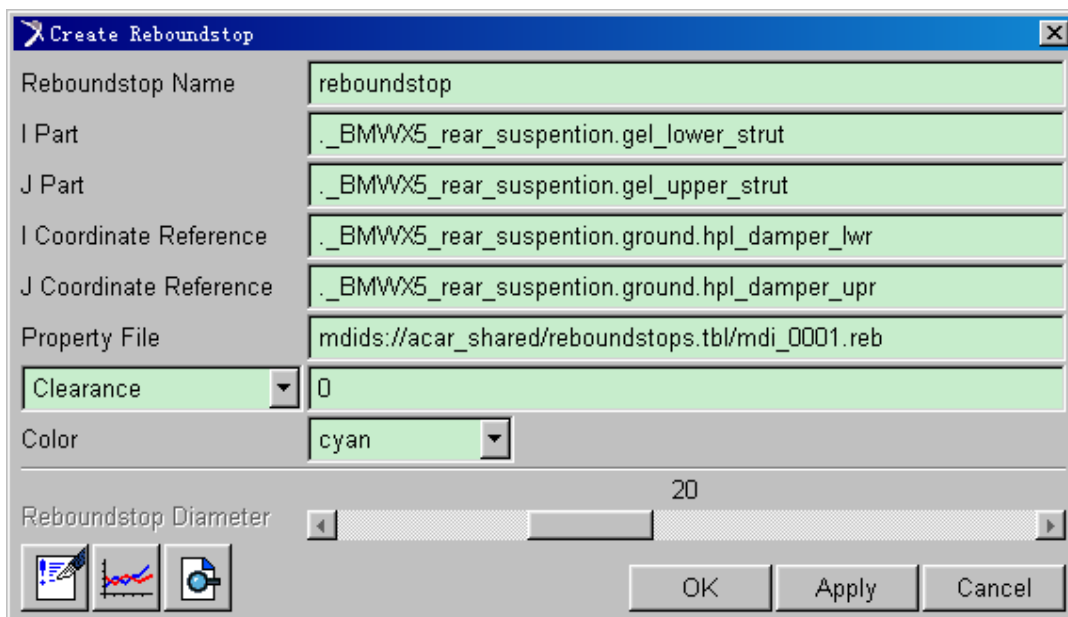 Create Reboundstop
Reboundstop Name reboundstop
I Part ._BMWX5_rear_suspention.gel_lower_strut
J Part ._BMWX5_rear_suspention.gel_upper_strut
I Coordinate Reference ._BMWX5_rear_suspention.ground.hpl_damper_lwr
J Coordinate Reference ._BMWX5_rear_suspention.ground.hpl_damper_upr
Property File mdids://acar_shared/reboundstops.tbl/mdi_0001.reb
Clearance 0
Color cyan
20
Reboundstop Diameter
OK Apply Cancel